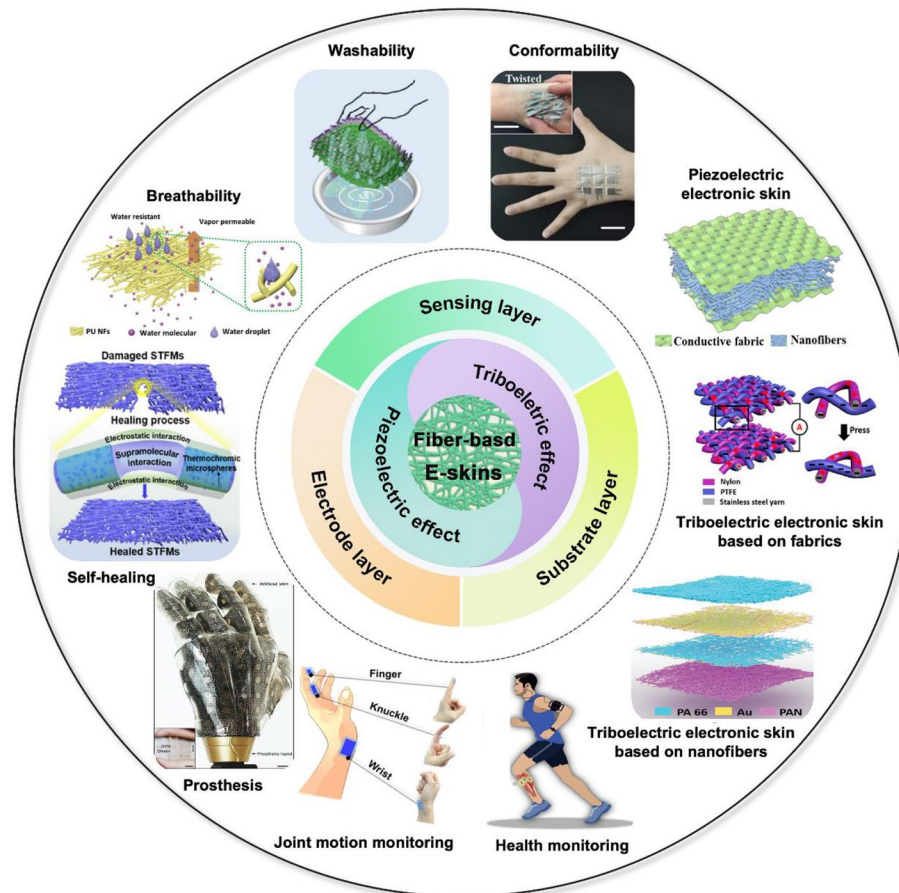 Washability
Conformability
Twisted
Piezoelectric
electronic skin
Conductive fabric
Nanofibers
Breathability
Water resistant
Vapor permeable
PU NFs
Water molecular
Water droplet
Damaged STFMs
Healing process
Electrostatic interaction
Supramolecular
interaction
Thermochromic
microspheres
Electrostatic interaction
Healed STFMs
Self-healing
Sensing layer
Electrode layer
Substrate layer
Piezoelectric effect
Triboeletric effect
Fiber-basd
E-skins
A
Press
Nylon
PTFE
Stainless steel yarn
Triboelectric electronic skin
based on fabrics
PA 66
Au
PAN
Triboelectric electronic skin
based on nanofibers
Artificial skin
Prosthetic hand
Prosthesis
Finger
Knuckle
Wrist
Joint motion monitoring
Health monitoring